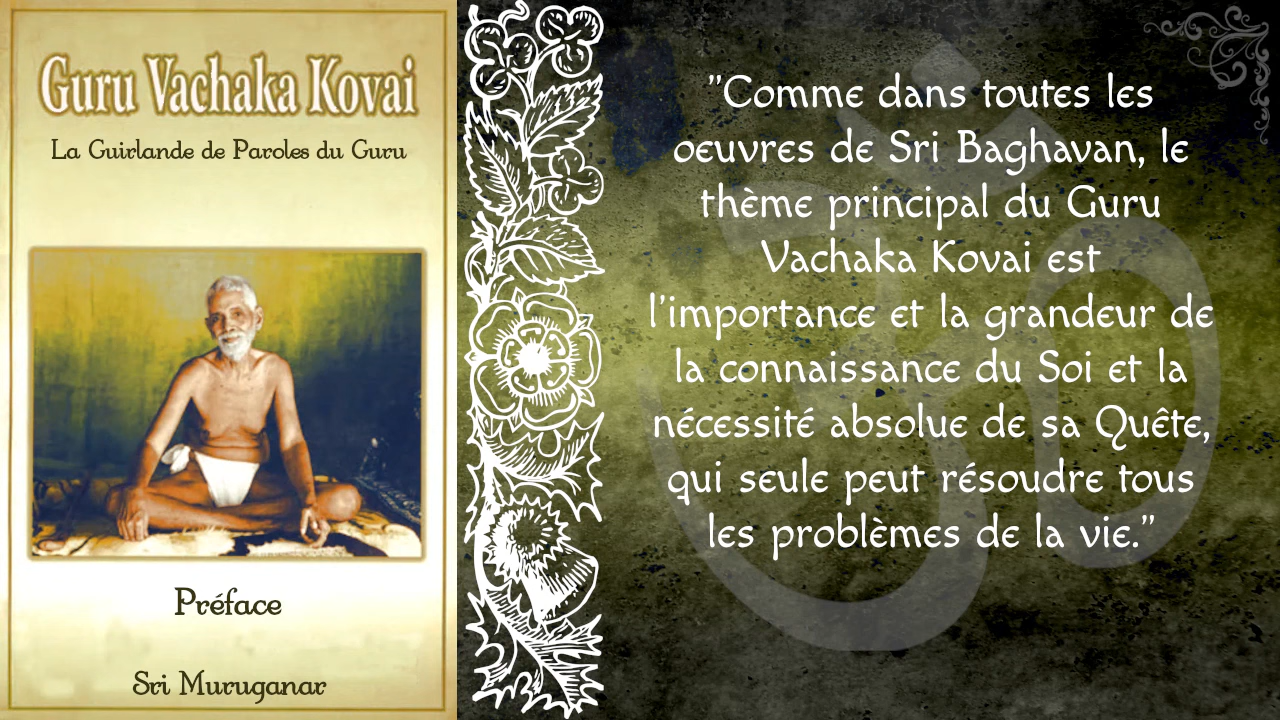 Guru Vachaka Kovai
La Guirlande de Paroles du Guru
Préface
Sri Muruganar
"Comme dans toutes les
oeuvres de Sri Baghavan, le
thème principal du Guru
Vachaka Kovai est
l'importance et la grandeur de
la connaissance du Soi et la
nécessité absolue de sa Quête,
qui seule peut résoudre tous
les problèmes de la vie."